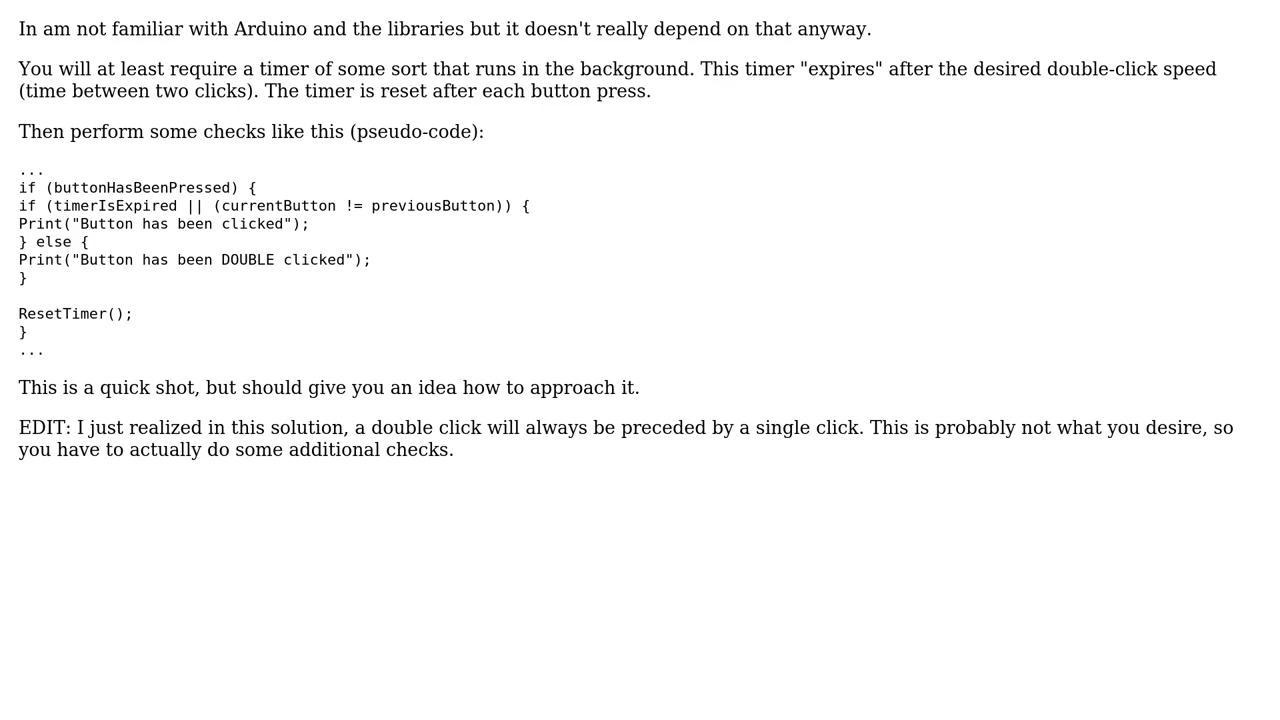 In am not familiar with Arduino and the libraries but it doesn't really depend on that anyway.
You will at least require a timer of some sort that runs in the background. This timer "expires" after the desired double-click speed
(time between two clicks). The timer is reset after each button press.
Then perform some checks like this (pseudo-code):
...
if (buttonHasBeenPressed) {
if (timerIsExpired || (currentButton != previousButton)) {
Print("Button has been clicked");
} else {
Print("Button has been DOUBLE clicked");
}
ResetTimer();
}
...
This is a quick shot, but should give you an idea how to approach it.
EDIT: I just realized in this solution, a double click will always be preceded by a single click. This is probably not what you desire, so
you have to actually do some additional checks.